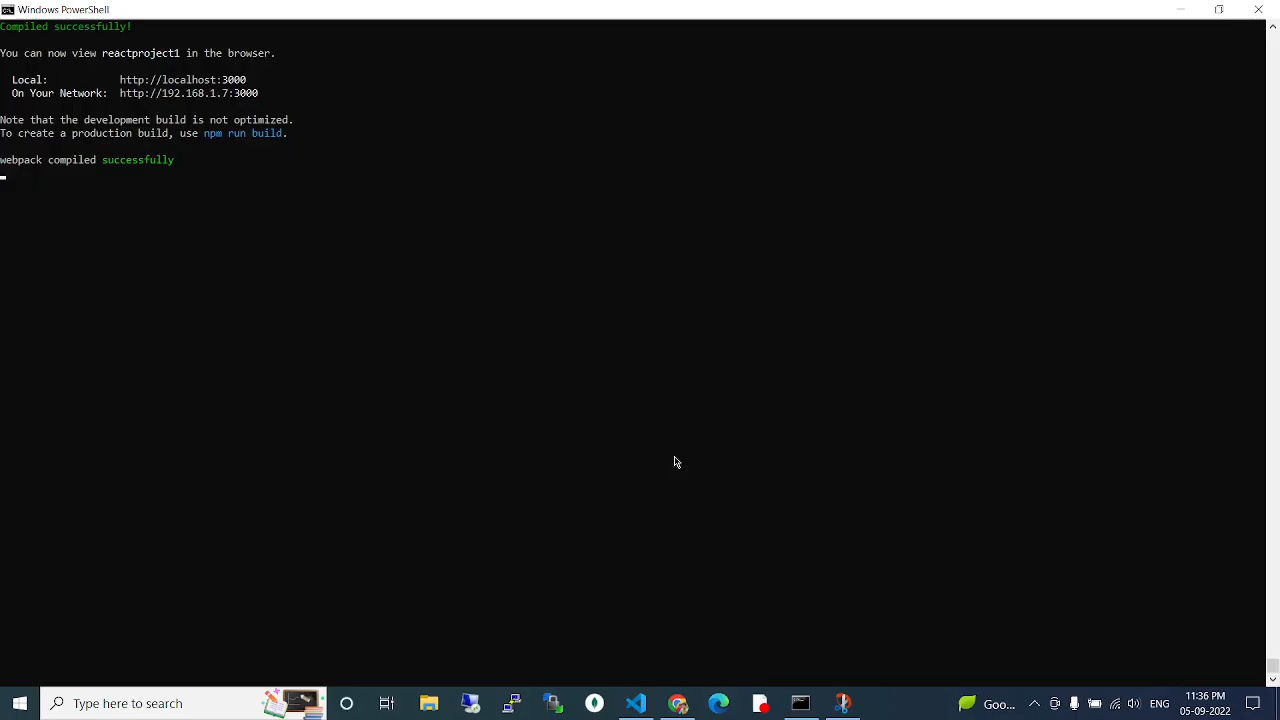 Windows PowerShell
Compiled successfully!
You can now view reactproject1 in the browser.
Local: http://localhost:3000
On Your Network: http://192.168.1.7:3000
Note that the development build is not optimized.
To create a production build, use npm run build.
webpack compiled successfully
Type here to search
Goo...
ENG
11:36 PM
05-09-2022